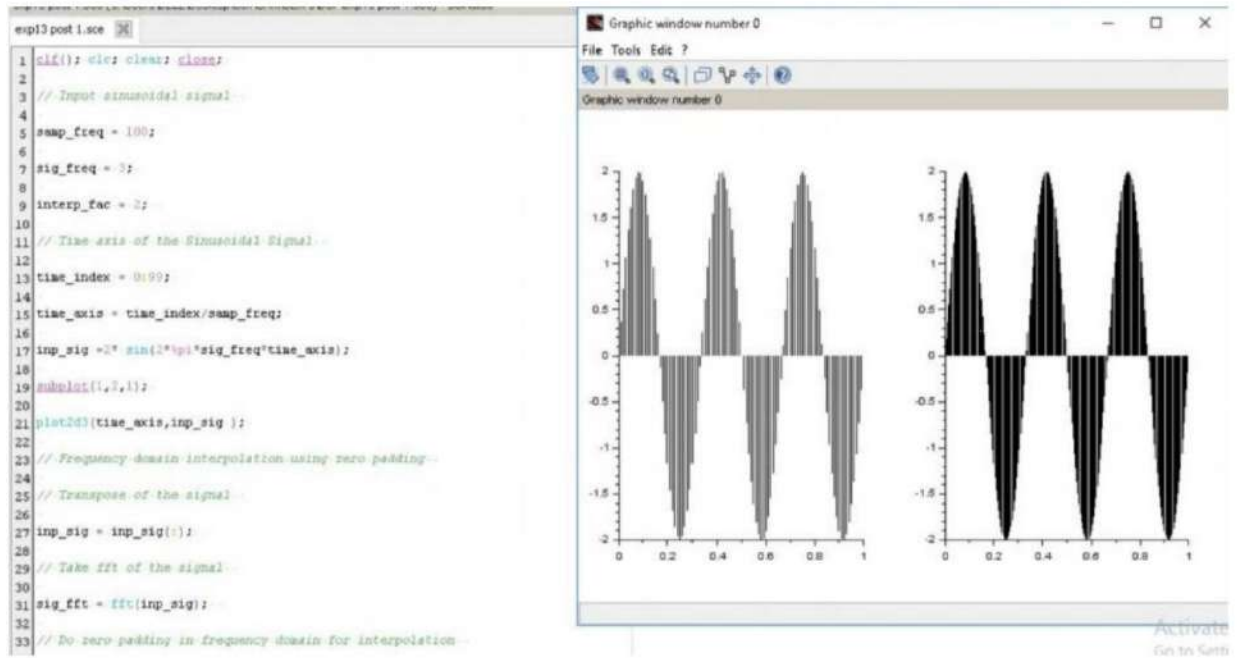 exp13 post 1.sce
1 clf(); clc; clear; close;
2
3 // Input sinusoidal signal
4
5 samp_freq = 100;
6
7 sig_freq = 3;
8
9 interp_fac = 2;
10
11 // Time axis of the Sinusoidal Signal
12
13 time_index = 0:99;
14
15 time_axis = time_index/samp_freq;
16
17 inp_sig =2* sin(2*%pi*sig_freq*time_axis);
18
19 subplot(1,2,1);
20
21 plot2d3(time_axis,inp_sig );
22
23 // Frequency domain interpolation using zero padding
24
25 // Transpose of the signal
26
27 inp_sig = inp_sig(:);
28
29 // Take fft of the signal
30
31 sig_fft = fft(inp_sig);
32
33 // Do zero padding in frequency domain for interpolation
Graphic window number 0
File Tools Edit ?
Graphic window number 0
2
1.5
1
0.5
0
-0.5
-1
-1.5
-2
0 0.2 0.4 0.6 0.8 1
2
1.5
1
0.5
0
-0.5
-1
-1.5
-2
0 0.2 0.4 0.6 0.8 1
Activate
Go to Setti